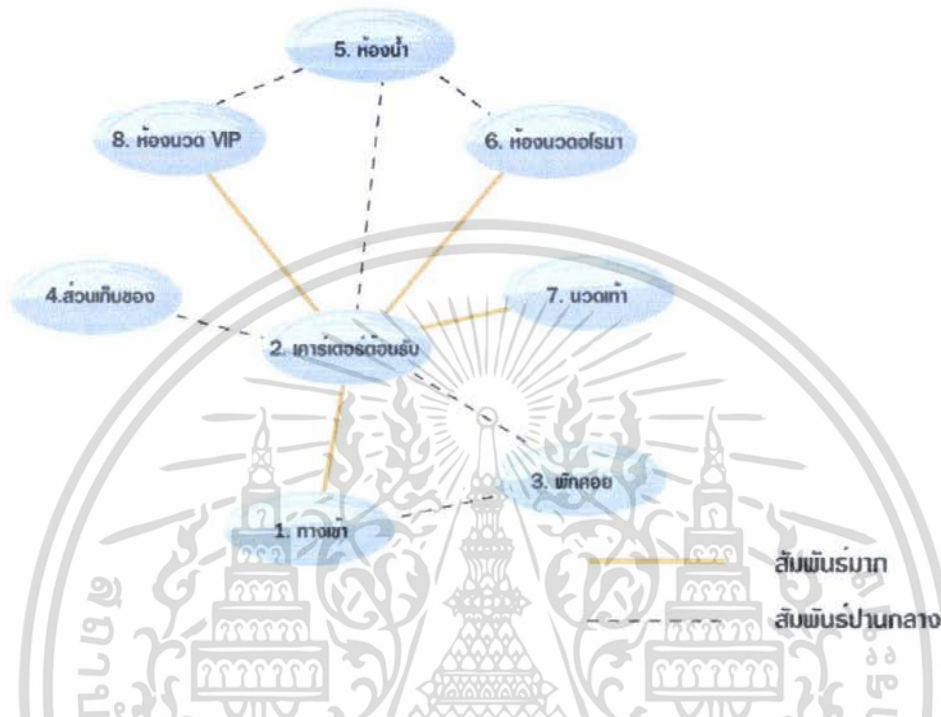 5. ห้องน้ำ
8. ห้องนวด VIP
6. ห้องนวดอโรมา
4.ส่วนเก็บของ
7. นวดเท้า
2. เคาร์เตอร์ต้อนรับ
3. พักคอย
1. ทางเข้า
สัมพันธ์มาก
สัมพันธ์ปานกลาง